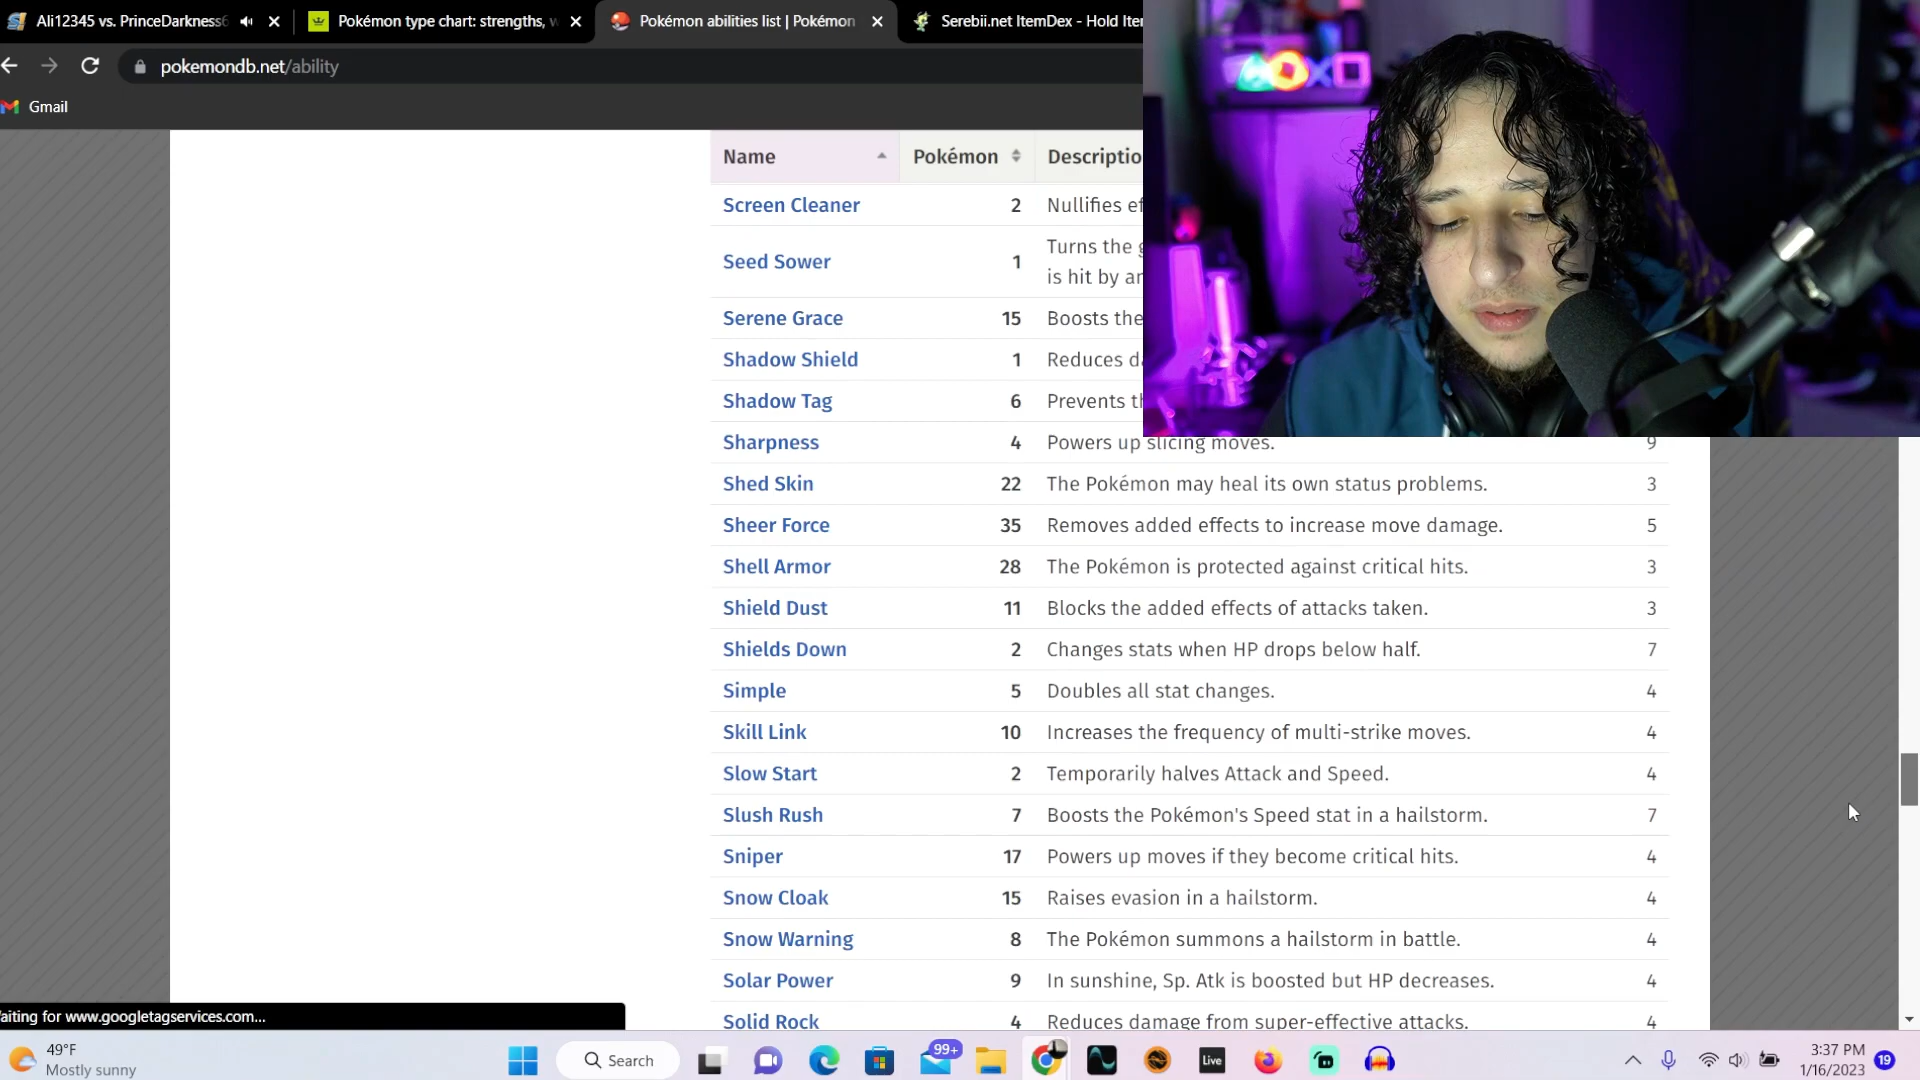 Ali12345 vs. PrinceDarkness6
Pokémon type chart: strengths, w
Pokémon abilities list | Pokémon
Serebii.net ItemDex - Hold Ite
pokemondb.net/ability
Gmail
Name Pokémon Descriptio
Screen Cleaner 2 Nullifies ef
Seed Sower 1 Turns the g
is hit by an
Serene Grace 15 Boosts the
Shadow Shield 1 Reduces da
Shadow Tag 6 Prevents th
Sharpness 4 Powers up slicing moves. 9
Shed Skin 22 The Pokémon may heal its own status problems. 3
Sheer Force 35 Removes added effects to increase move damage. 5
Shell Armor 28 The Pokémon is protected against critical hits. 3
Shield Dust 11 Blocks the added effects of attacks taken. 3
Shields Down 2 Changes stats when HP drops below half. 7
Simple 5 Doubles all stat changes. 4
Skill Link 10 Increases the frequency of multi-strike moves. 4
Slow Start 2 Temporarily halves Attack and Speed. 4
Slush Rush 7 Boosts the Pokémon's Speed stat in a hailstorm. 7
Sniper 17 Powers up moves if they become critical hits. 4
Snow Cloak 15 Raises evasion in a hailstorm. 4
Snow Warning 8 The Pokémon summons a hailstorm in battle. 4
Solar Power 9 In sunshine, Sp. Atk is boosted but HP decreases. 4
Solid Rock 4 Reduces damage from super-effective attacks. 4
aiting for www.googletagservices.com...
49°F
Mostly sunny
Search
99+
Live
3:37 PM
1/16/2023
19